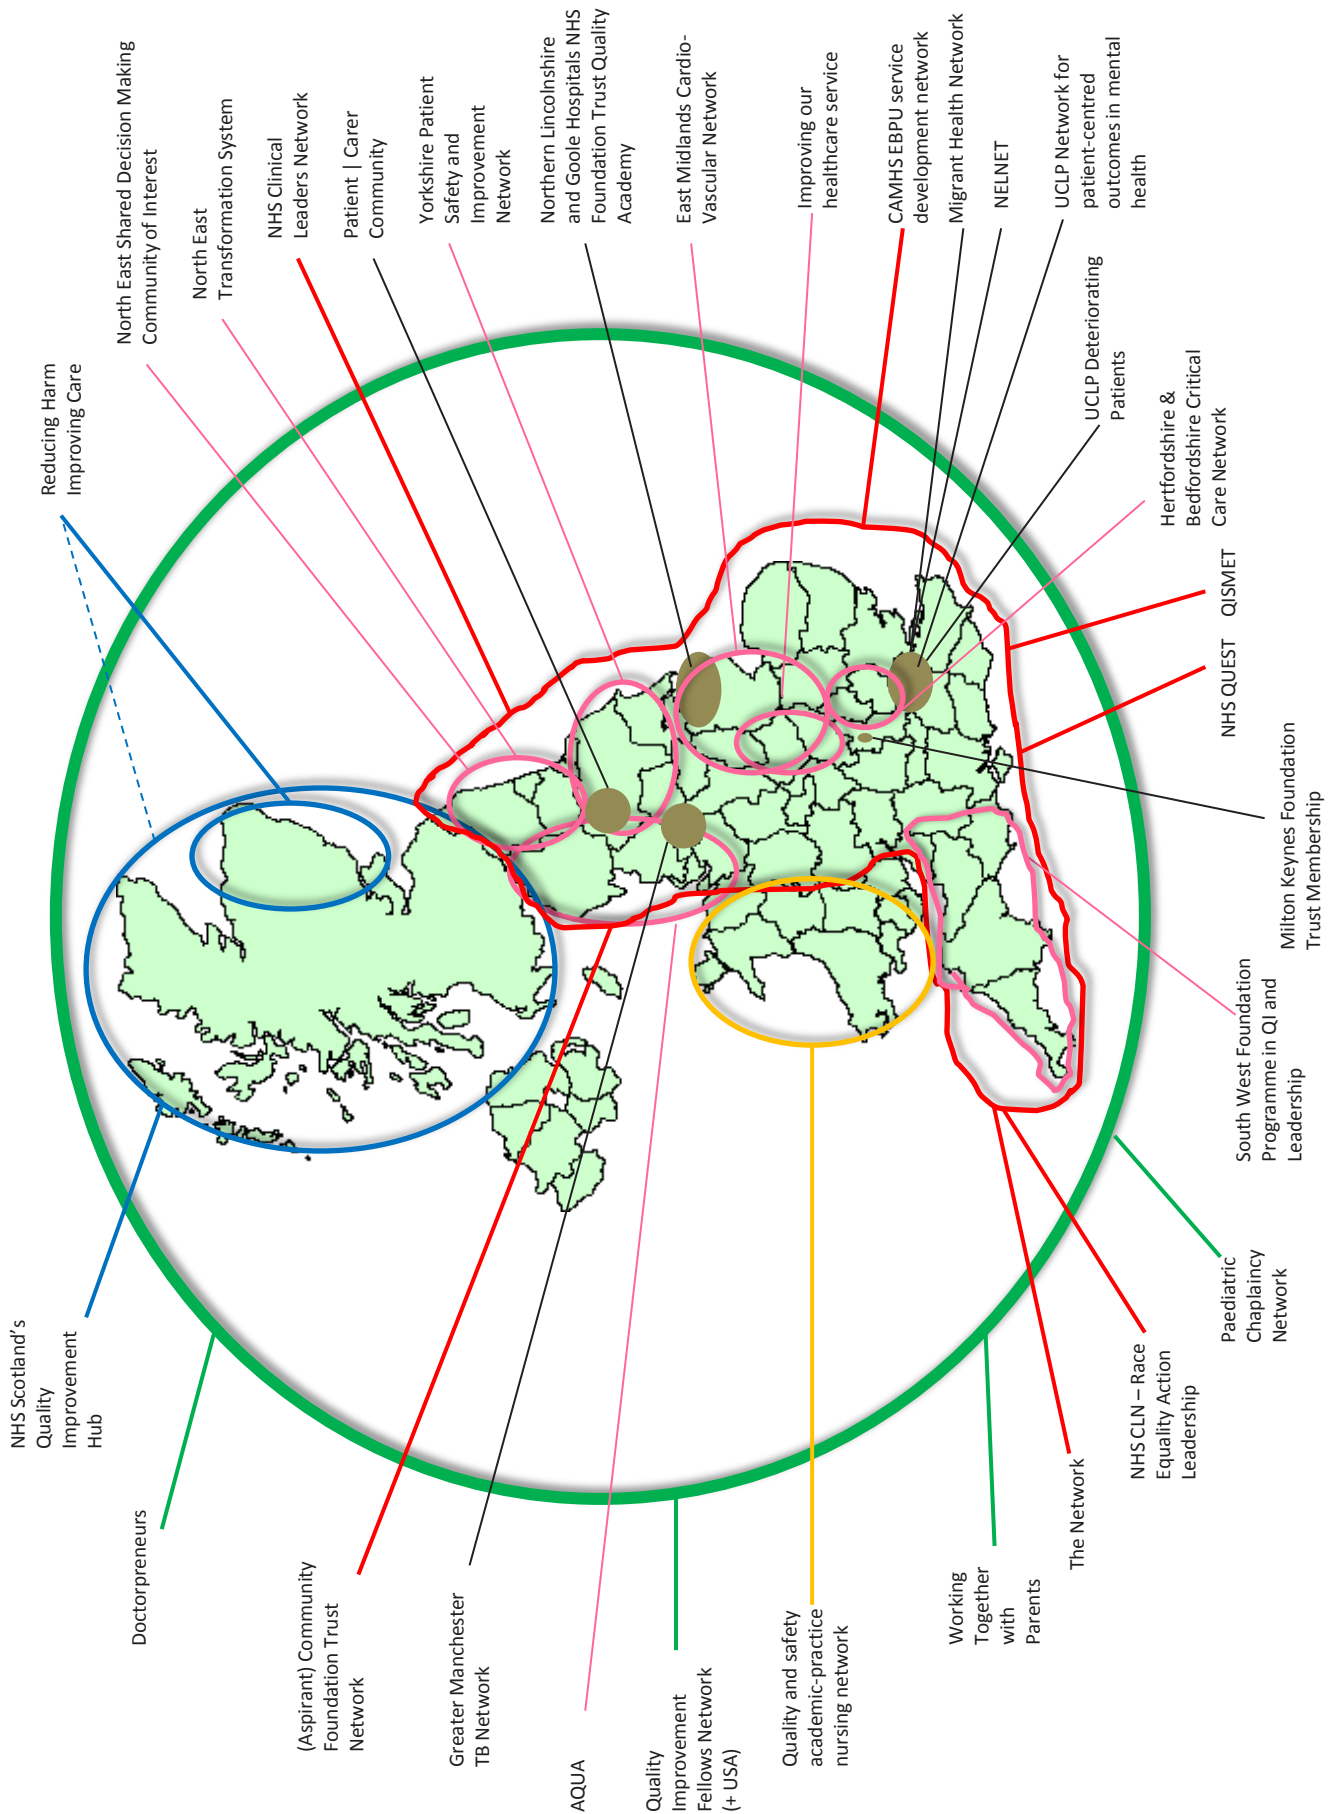 Reducing Harm
Improving Care
North East Shared Decision Making
Community of Interest
North East
Transformation System
NHS Clinical
Leaders Network
Patient | Carer
Community
Yorkshire Patient
Safety and
Improvement
Network
Northern Lincolnshire
and Goole Hospitals NHS
Foundation Trust Quality
Academy
East Midlands Cardio-
Vascular Network
Improving our
healthcare service
CAMHS EBPU service
development network
Migrant Health Network
NELNET
UCLP Network for
patient-centred
outcomes in mental
health
UCLP Deteriorating
Patients
Hertfordshire &
Bedfordshire Critical
Care Network
QISMET
NHS QUEST
Milton Keynes Foundation
Trust Membership
South West Foundation
Programme in QI and
Leadership
Paediatric
Chaplaincy
Network
NHS CLN – Race
Equality Action
Leadership
The Network
Working
Together
with
Parents
Quality and safety
academic-practice
nursing network
Quality
Improvement
Fellows Network
(+ USA)
AQUA
Greater Manchester
TB Network
(Aspirant) Community
Foundation Trust
Network
Doctorpreneurs
NHS Scotland's
Quality
Improvement
Hub